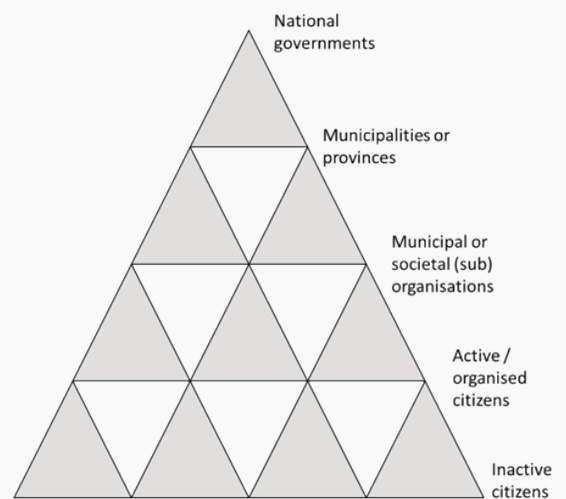 National
governments
Municipalities or
provinces
Municipal or
societal (sub)
organisations
Active /
organised
citizens
Inactive
citizens